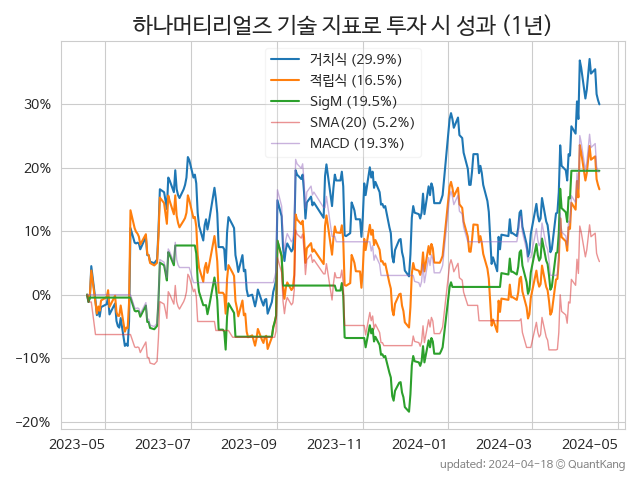 하나머티리얼즈 기술 지표로 투자 시 성과 (1년)
거치식 (29.9%)
적립식 (16.5%)
SigM (19.5%)
SMA(20) (5.2%)
MACD (19.3%)
30%
20%
10%
0%
−10%
−20%
2023-05
2023-07
2023-09
2023-11
2024-01
2024-03
2024-05
updated: 2024-04-18 © QuantKang